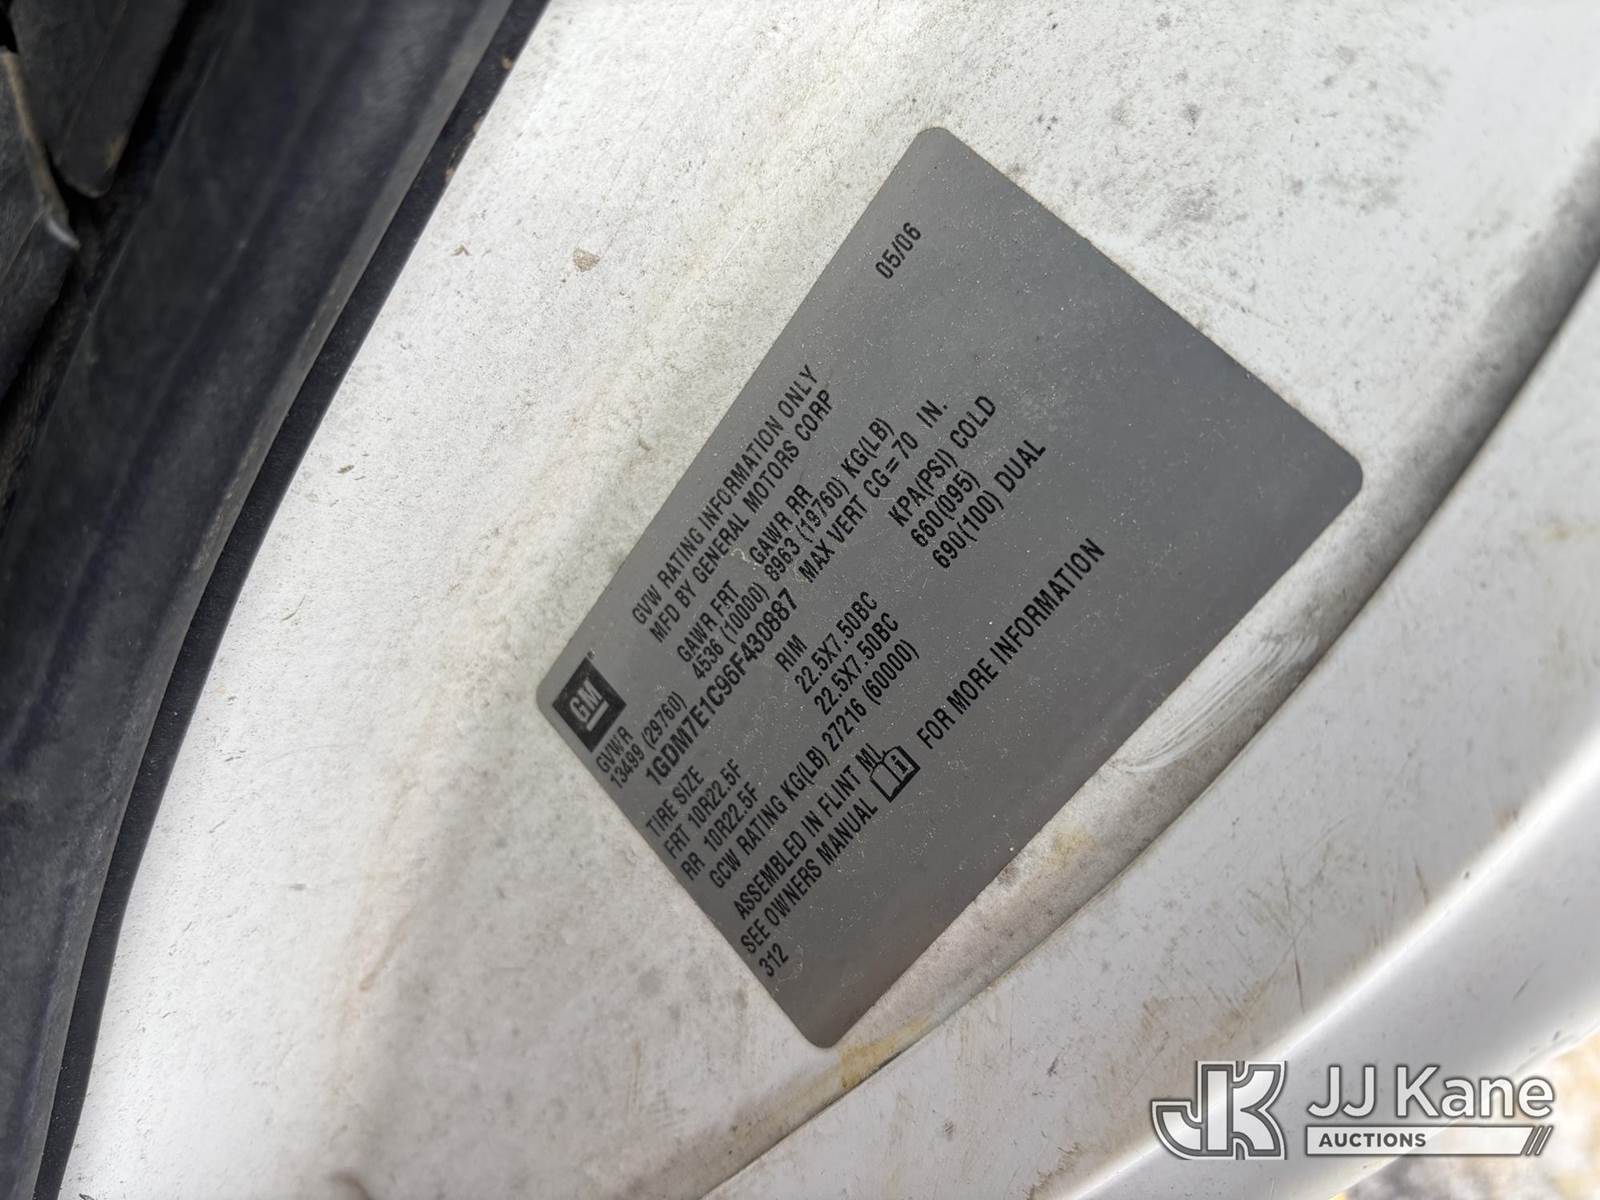 GM
05/06
GVW RATING INFORMATION ONLY
MFD BY GENERAL MOTORS CORP
GVWR GAWR FRT GAWR RR
13499 (29760) 4536 (10000) 8963 (19760) KG(LB)
1GDM7E1C96F430887 MAX VERT CG = 70 IN.
TIRE SIZE RIM KPA(PSI) COLD
FRT 10R22.5F 22.5X7.50BC 660(095)
RR 10R22.5F 22.5X7.50BC 690(100) DUAL
GCW RATING KG(LB) 27216 (60000)
ASSEMBLED IN FLINT MI,
SEE OWNERS MANUAL i FOR MORE INFORMATION
312
JK JJ Kane
AUCTIONS